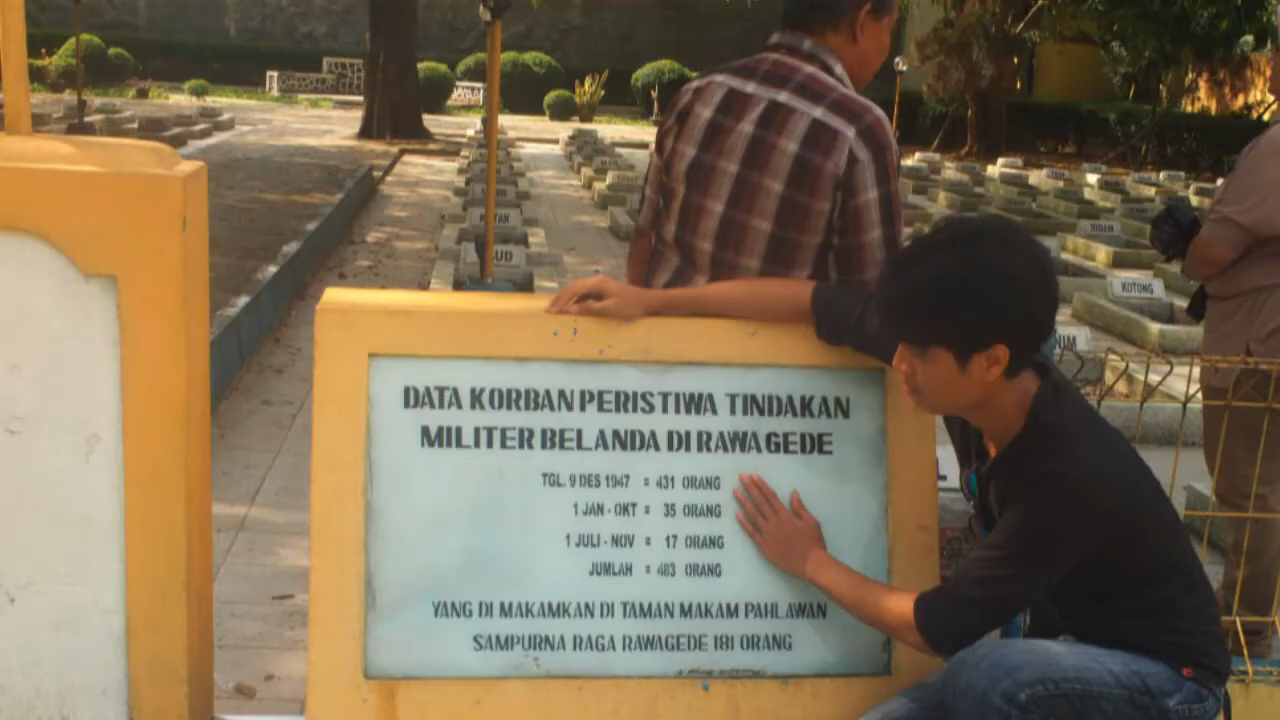 DATA KORBAN PERISTIWA TINDAKAN
MILITER BELANDA DI RAWAGEDE
TGL. 9 DES 1947 = 431 ORANG
1 JAN - OKT = 35 ORANG
1 JULI - NOV = 17 ORANG
JUMLAH = 483 ORANG
YANG DI MAKAMKAN DI TAMAN MAKAM PAHLAWAN
SAMPURNA RAGA RAWAGEDE 181 ORANG
KOTONG